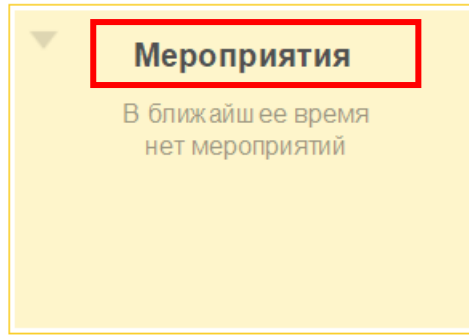 Мероприятия
В ближайшее время
нет мероприятий